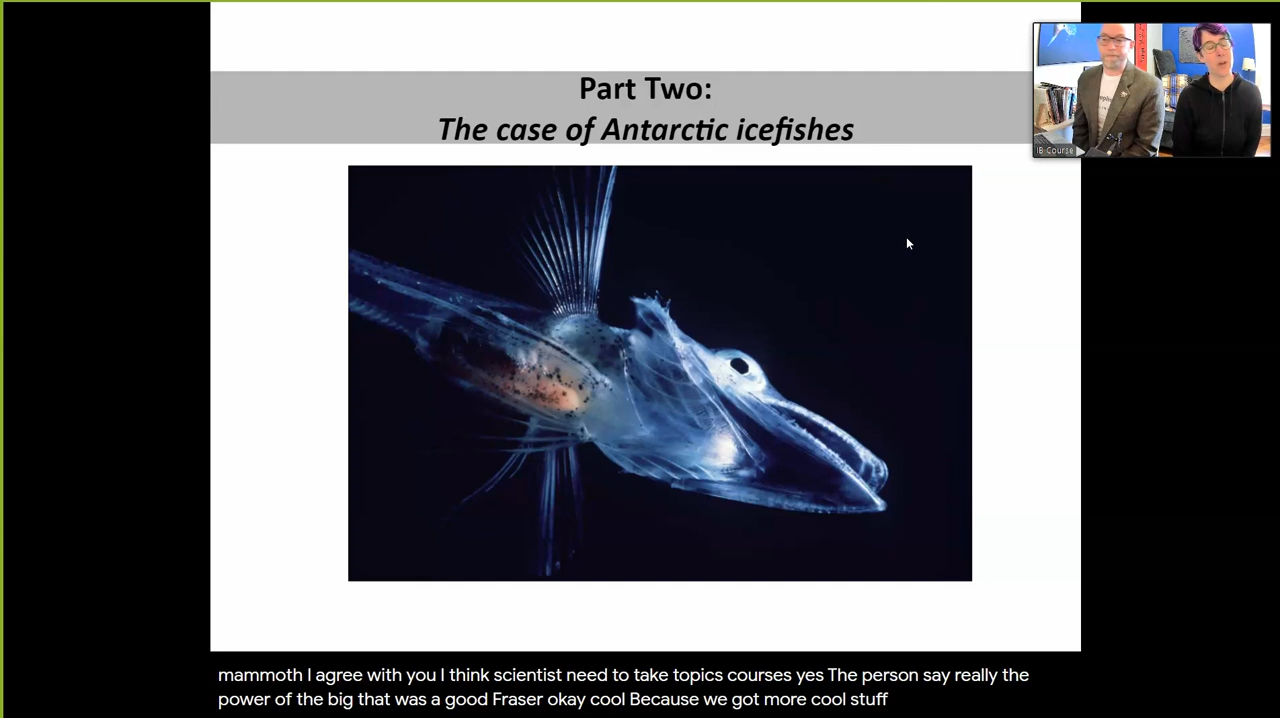 Part Two:
The case of Antarctic icefishes
IB Course
mammoth I agree with you I think scientist need to take topics courses yes The person say really the
power of the big that was a good Fraser okay cool Because we got more cool stuff